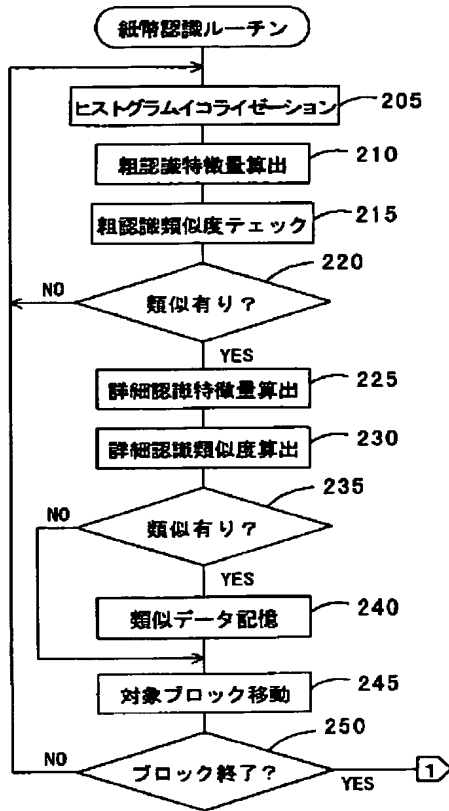 紙幣認識ルーチン
ヒストグラムイコライゼーション
205
粗認識特徴量算出
210
粗認識類似度テェック
215
220
類似有り?
NO
YES
詳細認識特徴量算出
225
詳細認識類似度算出
230
235
類似有り?
NO
YES
類似データ記憶
240
対象ブロック移動
245
250
ブロック終了?
NO
YES
1